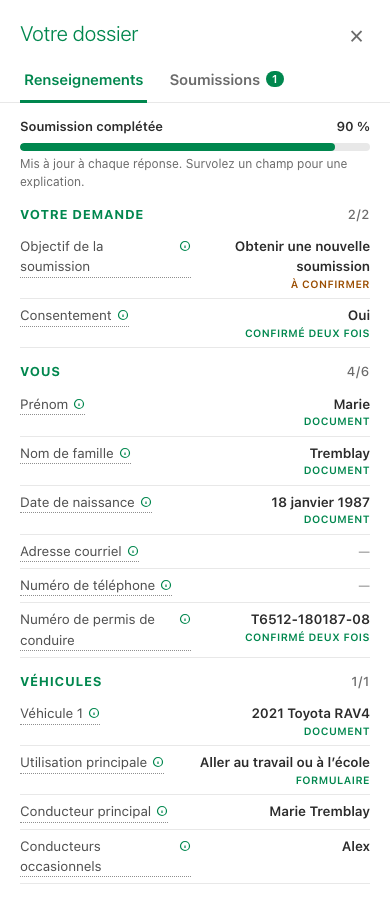 Votre dossier
Renseignements
Soumissions 1
Soumission complétée 90 %
Mis à jour à chaque réponse. Survolez un champ pour une
explication.
VOTRE DEMANDE 2/2
Objectif de la
soumission
Obtenir une nouvelle
soumission
À CONFIRMER
Consentement Oui
CONFIRMÉ DEUX FOIS
VOUS 4/6
Prénom Marie
DOCUMENT
Nom de famille Tremblay
DOCUMENT
Date de naissance 18 janvier 1987
DOCUMENT
Adresse courriel —
Numéro de téléphone —
Numéro de permis de
conduire
T6512-180187-08
CONFIRMÉ DEUX FOIS
VÉHICULES 1/1
Véhicule 1 2021 Toyota RAV4
DOCUMENT
Utilisation principale Aller au travail ou à l'école
FORMULAIRE
Conducteur principal Marie Tremblay
Conducteurs
occasionnels
Alex